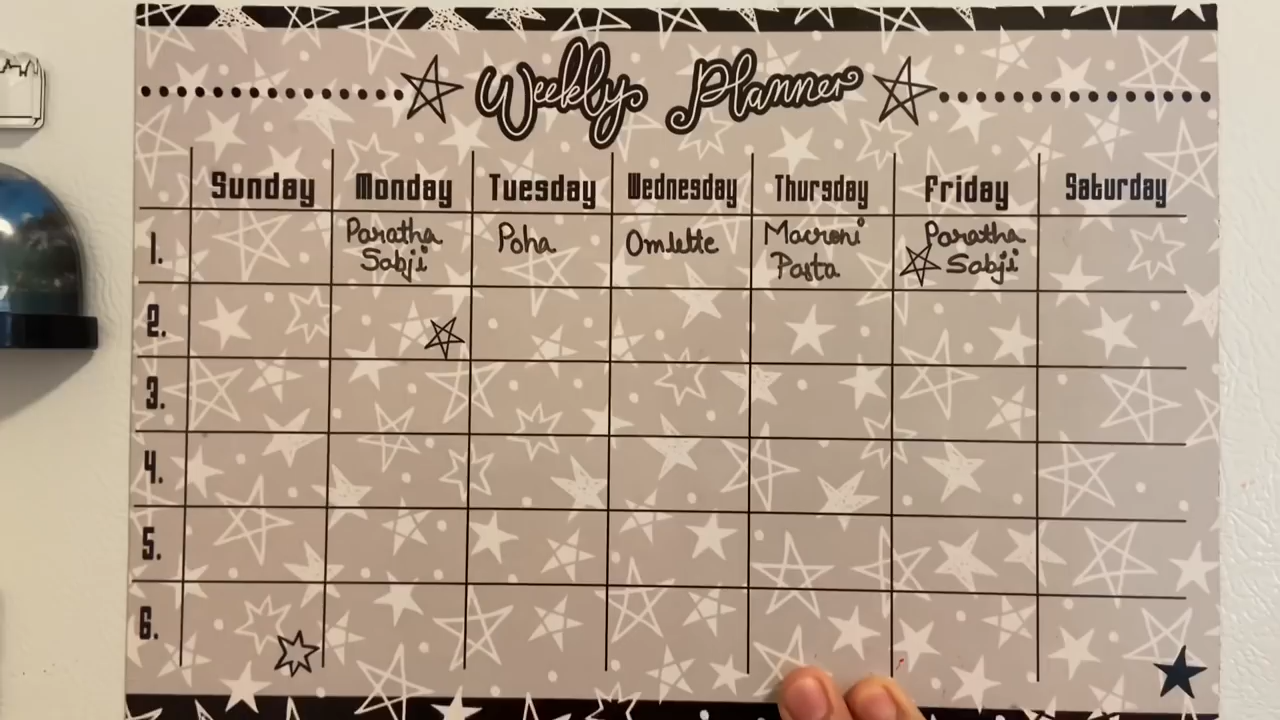 Weekly Planner
Sunday Monday Tuesday Wednesday Thursday Friday Saturday
1. Paratha Poha Omlette Macroni Paratha
Sabji Pasta Sabji
2.
3.
4.
5.
6.